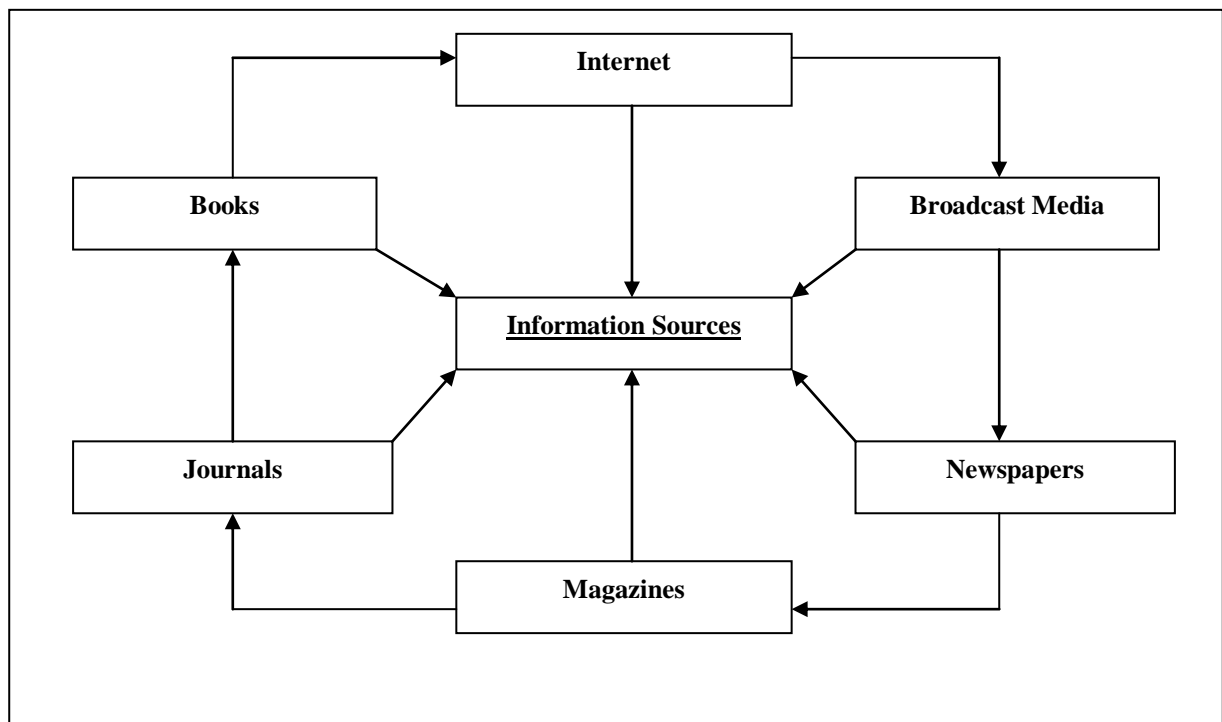 Internet
Books
Broadcast Media
Information Sources
Journals
Newspapers
Magazines